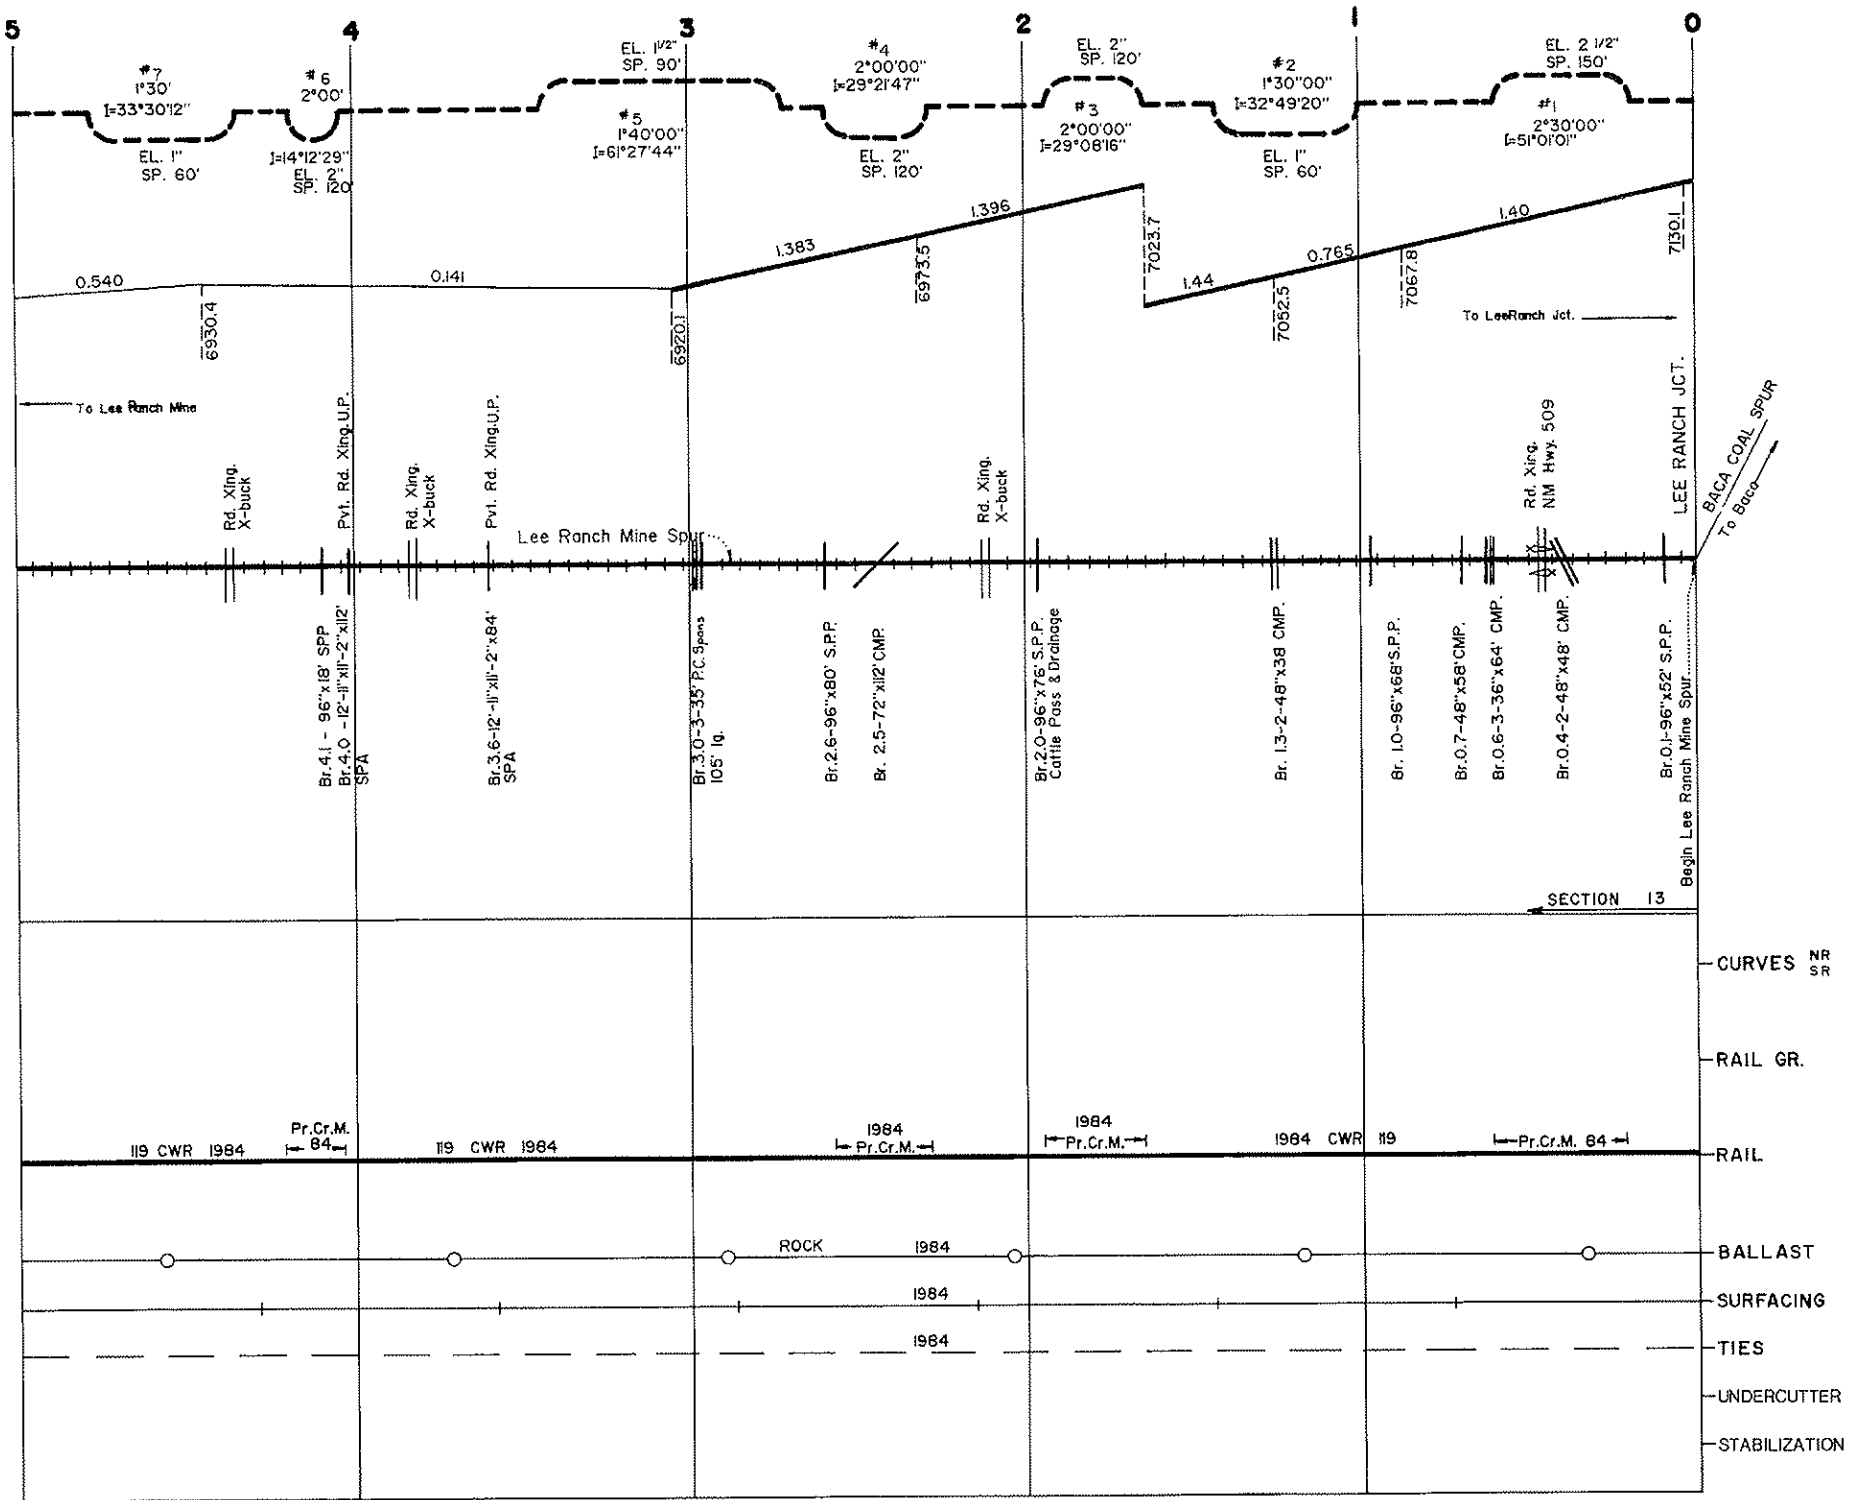 5
4
3
2
1
0
#7
1°30'
I=33°30'12"
EL. 1"
SP. 60'
#6
2°00'
I=14°12'29"
EL. 2"
SP. 120'
EL. 1 1/2"
SP. 90'
#5
1°40'00"
I=61°27'44"
#4
2°00'00"
I=29°21'47"
EL. 2"
SP. 120'
EL. 2"
SP. 120'
#3
2°00'00"
I=29°08'16"
#2
1°30"00"
I=32°49'20"
EL. 1"
SP. 60'
EL. 2 1/2"
SP. 150'
#1
2°30'00"
I=51°01'01"
0.540
0.141
1.383
1.396
1.44
0.765
1.40
6930.4
6920.1
6973.5
7023.7
7052.5
7067.8
7130.1
To LeeRanch Jct.
To Lee Ranch Mine
Rd. Xing.
X-buck
Pvt. Rd. Xing.U.P.
Rd. Xing.
X-buck
Pvt. Rd. Xing.U.P.
Lee Ranch Mine Spur
Rd. Xing.
X-buck
Rd. Xing.
NM Hwy. 509
LEE RANCH JCT.
BACA COAL SPUR
To Baca
Br.4.1 - 96"x18' SPP
Br.4.0 -12'-11"x11'-2"x112'
SPA
Br.3.6-12'-11"x11'-2"x84'
SPA
Br.3.0-3-35' P.C.Spans
105' lg.
Br.2.6-96"x80' S.P.P.
Br. 2.5-72"x112' CMP.
Br.2.0-96"x76' S.P.P.
Cattle Pass & Drainage
Br. 1.3-2-48"x38 CMP.
Br. 1.0-96"x68'S.P.P.
Br.0.7-48"x58'CMP.
Br.0.6-3-36"x64' CMP.
Br.0.4-2-48"x48' CMP.
Br.0.1-96"x52' S.P.P.
Begin Lee Ranch Mine Spur
SECTION 13
CURVES NR
SR
RAIL GR.
119 CWR 1984
Pr.Cr.M.
84
119 CWR 1984
1984
Pr.Cr.M.
1984
Pr.Cr.M.
1984 CWR 119
Pr.Cr.M. 84
RAIL
ROCK 1984
BALLAST
1984
SURFACING
1984
TIES
UNDERCUTTER
STABILIZATION